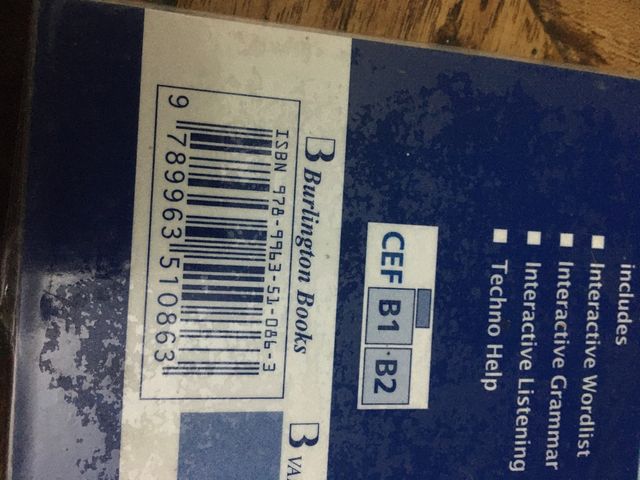 includes
Interactive Wordlist
Interactive Grammar
Interactive Listening
Techno Help
CEF B1 B2
B Burlington Books
ISBN 978-9963-51-086-3
9 789963 510863
B VA